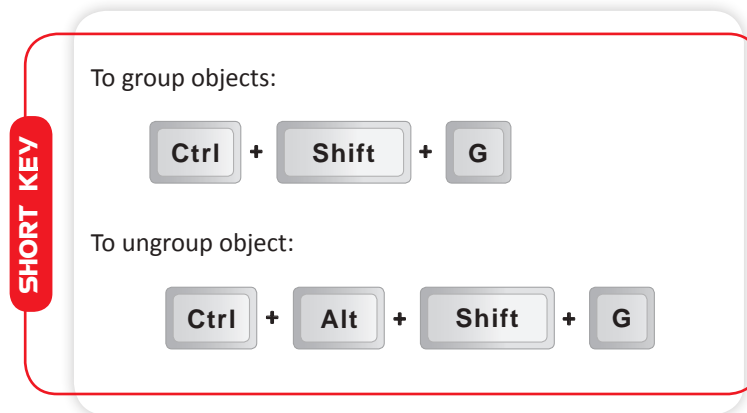 SHORT KEY
To group objects:
Ctrl + Shift + G
To ungroup object:
Ctrl + Alt + Shift + G